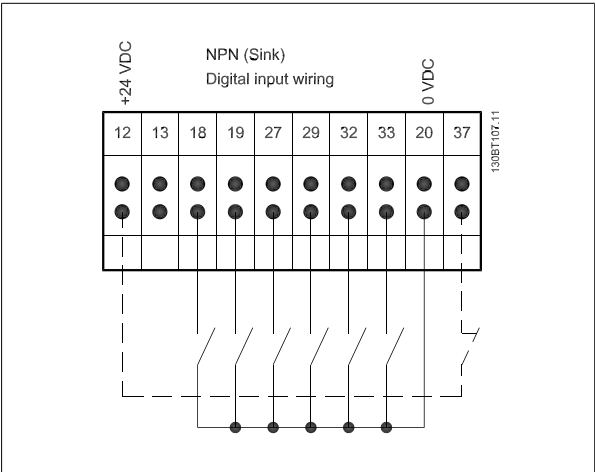 NPN (Sink)
Digital input wiring
+24 VDC
0 VDC
12 13 18 19 27 29 32 33 20 37
130BT107.11